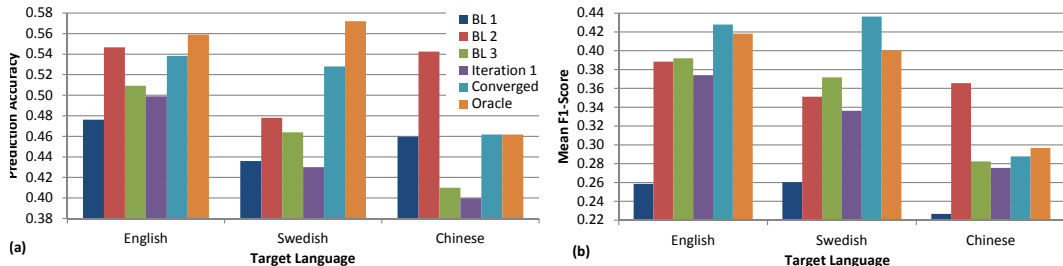 Prediction Accuracy
0.58
0.56
0.54
0.52
0.50
0.48
0.46
0.44
0.42
0.40
0.38
BL 1
BL 2
BL 3
Iteration 1
Converged
Oracle
English Swedish Chinese
(a)
Target Language
Mean F1-Score
0.44
0.42
0.40
0.38
0.36
0.34
0.32
0.30
0.28
0.26
0.24
0.22
English Swedish Chinese
(b)
Target Language